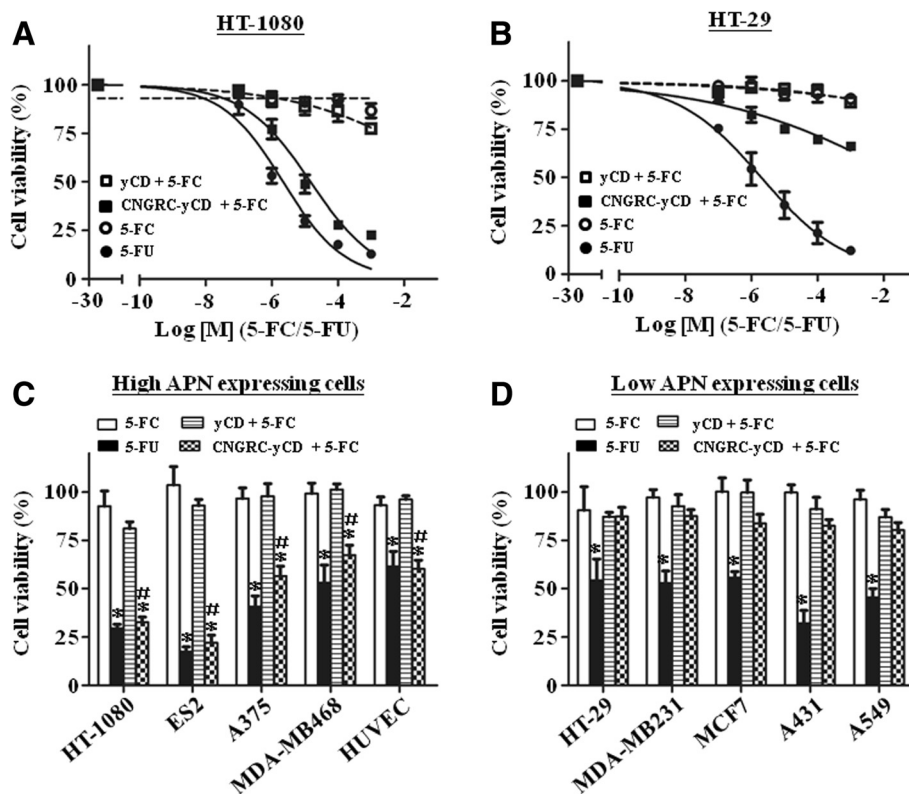 A
HT-1080
Cell viability (%)
100
75
50
25
0
yCD + 5-FC
CNGRC-yCD + 5-FC
5-FC
5-FU
-30 -10 -8 -6 -4 -2
Log [M] (5-FC/5-FU)
B
HT-29
Cell viability (%)
100
75
50
25
0
yCD + 5-FC
CNGRC-yCD + 5-FC
5-FC
5-FU
-30 -10 -8 -6 -4 -2
Log [M] (5-FC/5-FU)
C
High APN expressing cells
5-FC yCD + 5-FC
5-FU CNGRC-yCD + 5-FC
Cell viability (%)
100
75
50
25
0
* #* * #* * #* * #* * #*
HT-1080 ES2 A375 MDA-MB468 HUVEC
D
Low APN expressing cells
5-FC yCD + 5-FC
5-FU CNGRC-yCD + 5-FC
Cell viability (%)
100
75
50
25
0
* * * * *
HT-29 MDA-MB231 MCF7 A431 A549